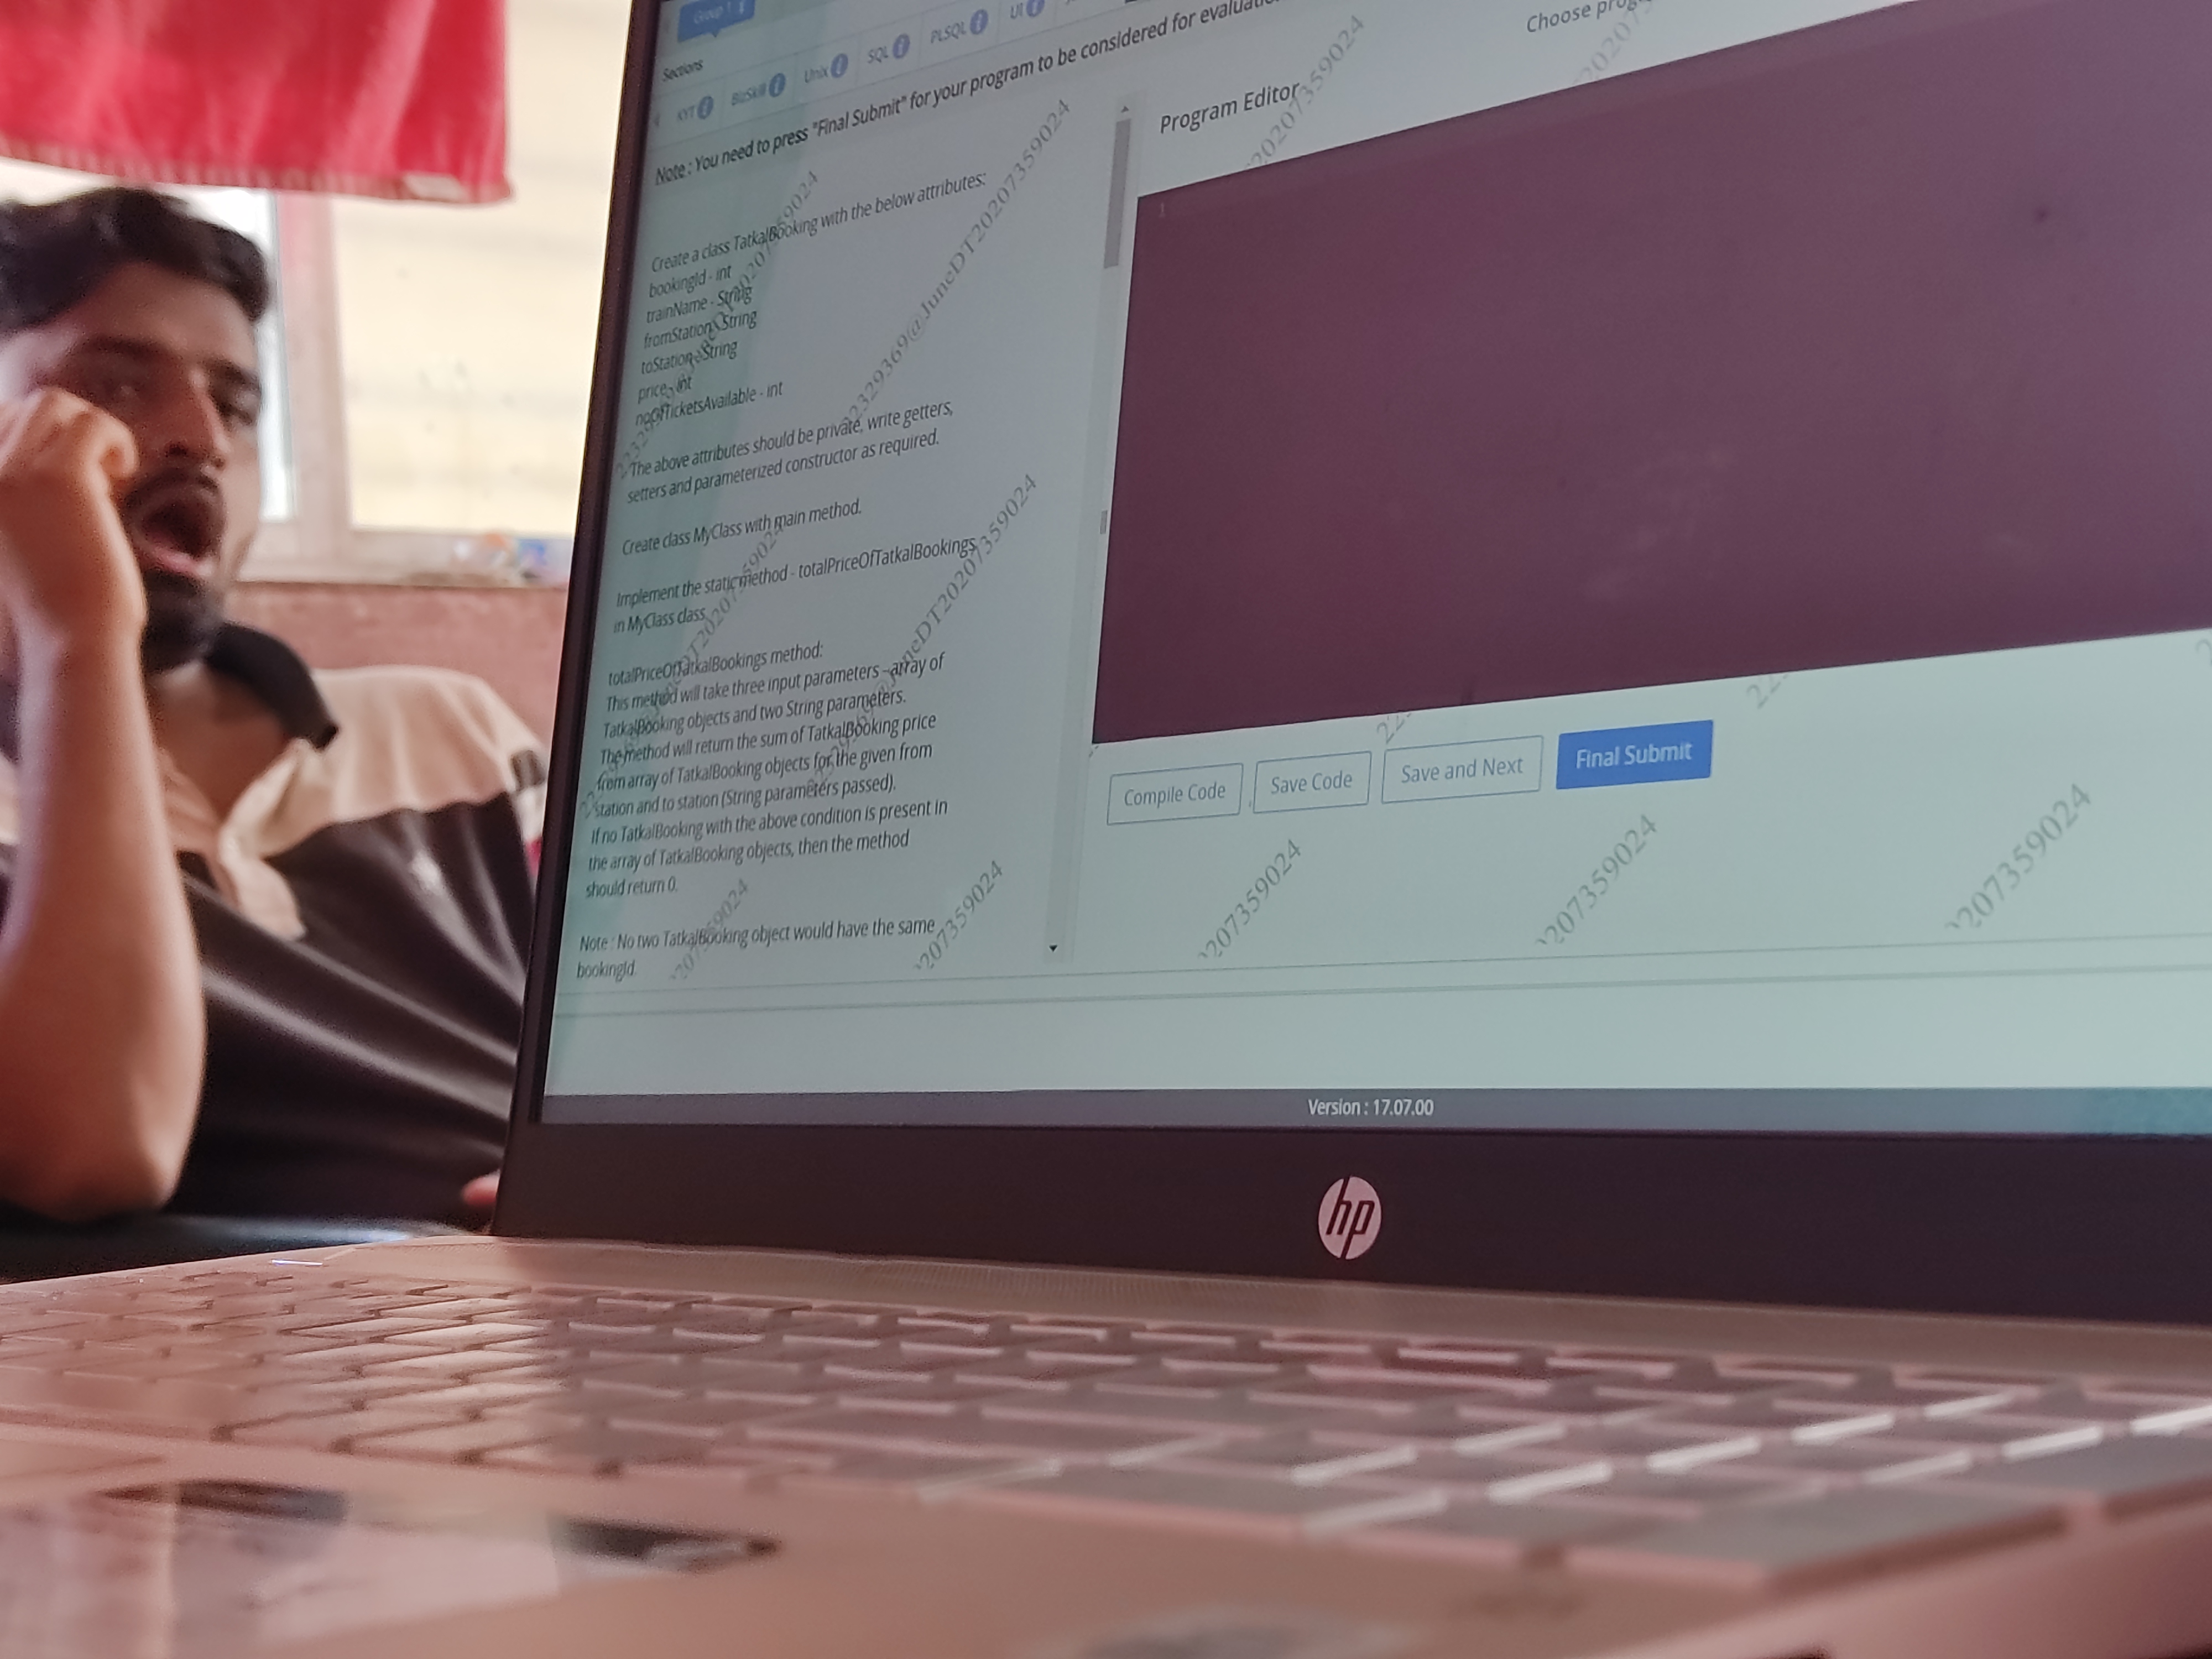 Group 1
Sections
KYT
BizSkill
Unix
SQL
PLSQL
UI
Note : You need to press "Final Submit" for your program to be considered for
Create a class TatkalBooking with the below attributes:
bookingId - int
trainName - String
fromStation - String
toStation - String
price - int
noOfTicketsAvailable - int
The above attributes should be private, write getters,
setters and parameterized constructor as required.
Create class MyClass with main method.
Implement the static method - totalPriceOfTatkalBookings
in MyClass class
totalPriceOfTatkalBookings method:
This method will take three input parameters - array of
TatkalBooking objects and two String parameters.
The method will return the sum of TatkalBooking price
from array of TatkalBooking objects for the given from
station and to station (String parameters passed).
If no TatkalBooking with the above condition is present in
the array of TatkalBooking objects, then the method
should return 0.
Note : No two TatkalBooking object would have the same
bookingId.
Choose
Program Editor
1
Compile Code
Save Code
Save and Next
Final Submit
Version : 17.07.00
hp